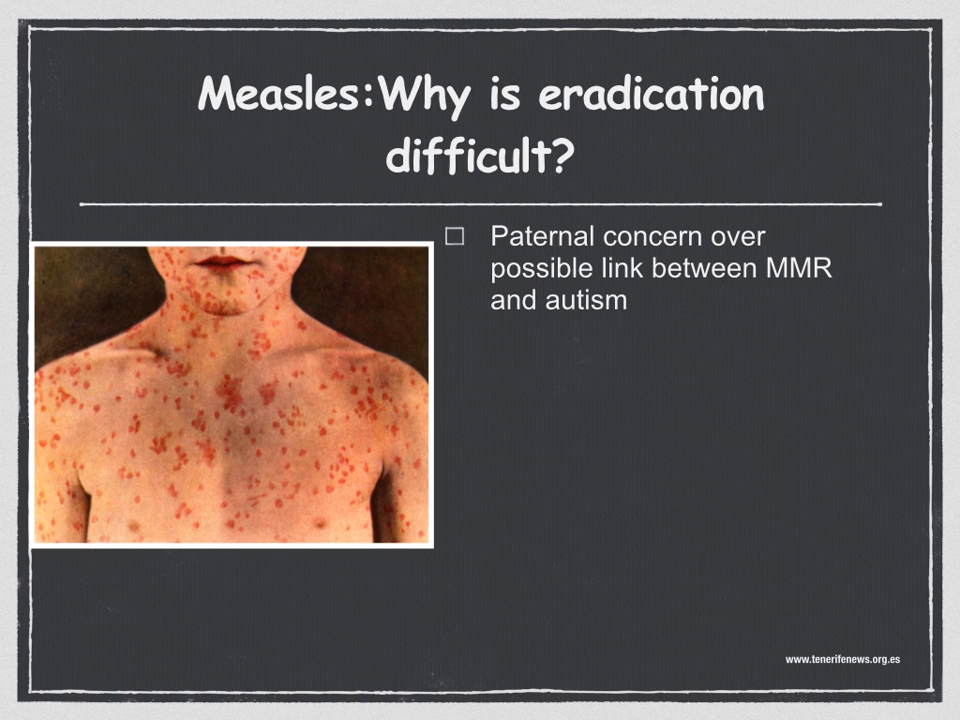 Measles:Why is eradication
difficult?
Paternal concern over
possible link between MMR
and autism
www.tenerifenews.org.es